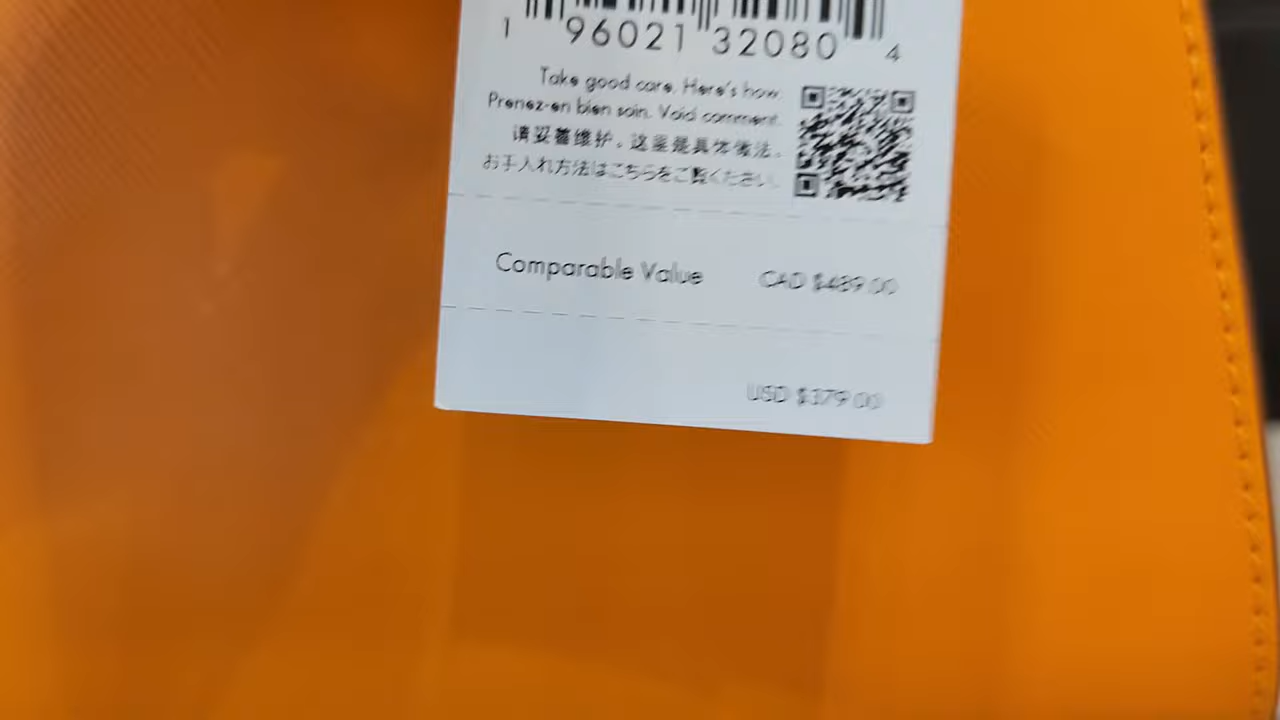 1 96021 32080 4
Take good care. Here's how.
Prenez-en bien soin. Voici comment.
请妥善维护。这里是具体做法。
お手入れ方法はこちらをご覧ください。
Comparable Value CAD $489.00
USD $379.00